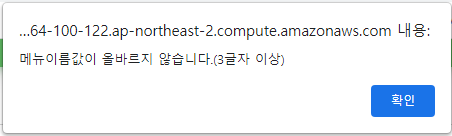 ...64-100-122.ap-northeast-2.compute.amazonaws.com 내용:
메뉴이름값이 올바르지 않습니다.(3글자 이상)
확인